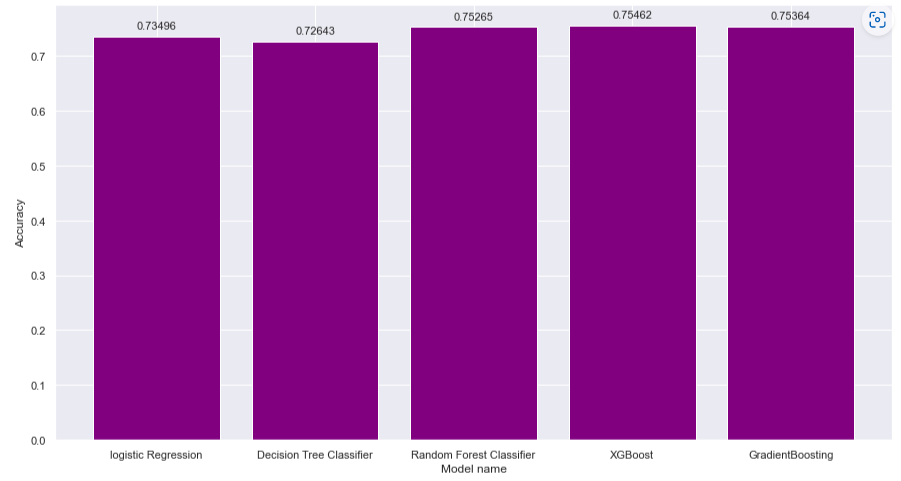 0.73496
0.72643
0.75265
0.75462
0.75364
0.7
0.6
0.5
0.4
0.3
0.2
0.1
0.0
Accuracy
logistic Regression
Decision Tree Classifier
Random Forest Classifier
XGBoost
GradientBoosting
Model name